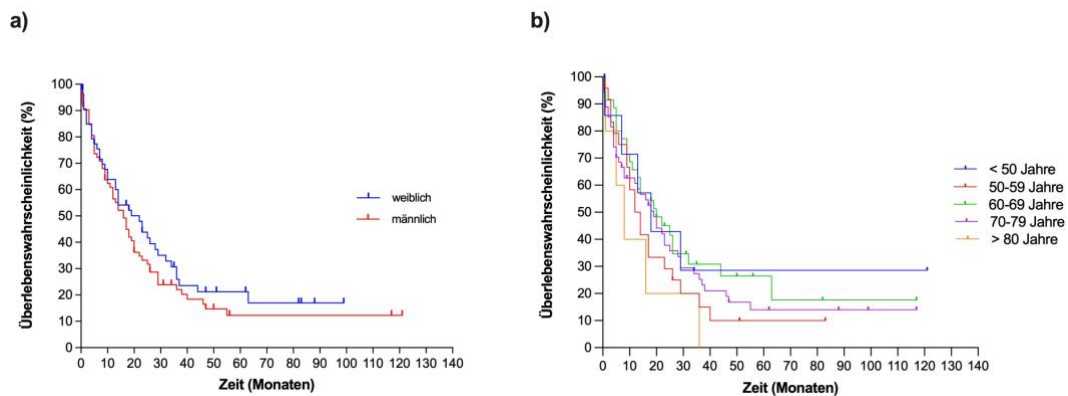 a)
b)
Überlebenswahrscheinlichkeit (%)
100
90
80
70
60
50
40
30
20
10
0
0 10 20 30 40 50 60 70 80 90 100 110 120 130 140
Zeit (Monaten)
weiblich
männlich
Überlebenswahrscheinlichkeit (%)
100
90
80
70
60
50
40
30
20
10
0
0 10 20 30 40 50 60 70 80 90 100 110 120 130 140
Zeit (Monaten)
< 50 Jahre
50-59 Jahre
60-69 Jahre
70-79 Jahre
> 80 Jahre